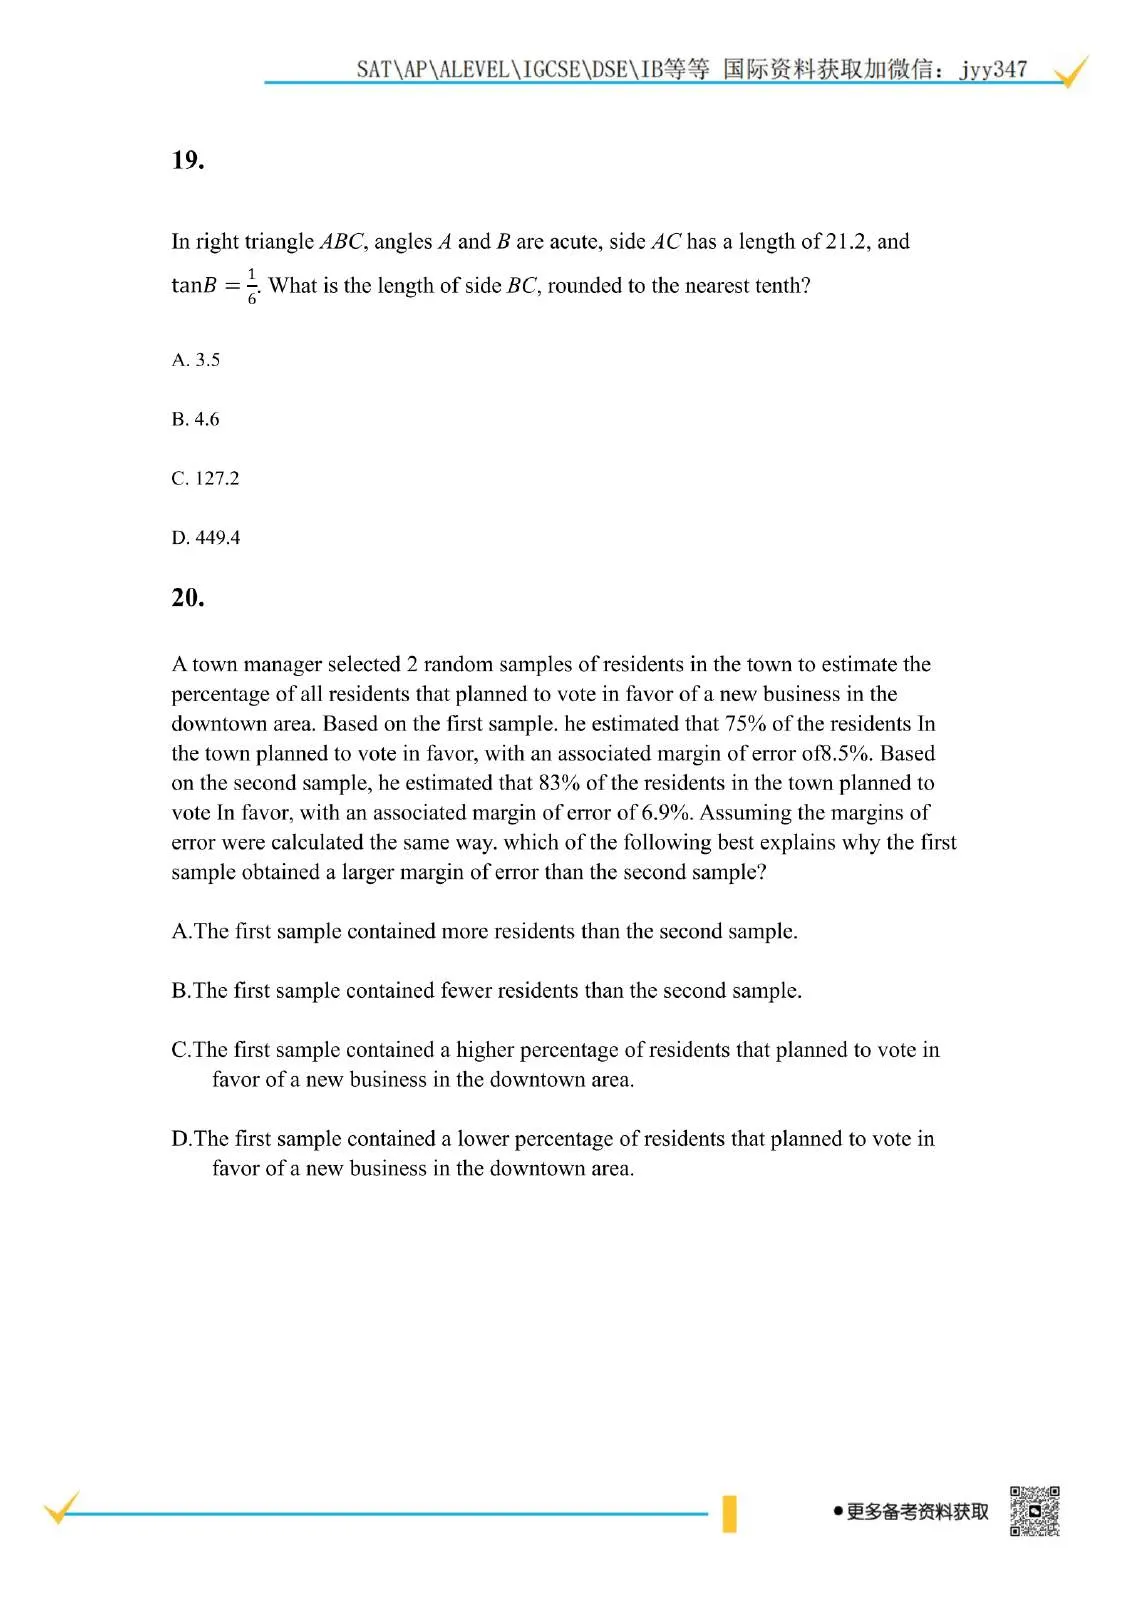 SAT\AP\ALEVEL\IGCSE\DSE\IB等等 国际资料获取加微信：jyy347
19.
In right triangle ABC, angles A and B are acute, side AC has a length of 21.2, and
tanB = 1/6. What is the length of side BC, rounded to the nearest tenth?
A. 3.5
B. 4.6
C. 127.2
D. 449.4
20.
A town manager selected 2 random samples of residents in the town to estimate the
percentage of all residents that planned to vote in favor of a new business in the
downtown area. Based on the first sample. he estimated that 75% of the residents In
the town planned to vote in favor, with an associated margin of error of8.5%. Based
on the second sample, he estimated that 83% of the residents in the town planned to
vote In favor, with an associated margin of error of 6.9%. Assuming the margins of
error were calculated the same way. which of the following best explains why the first
sample obtained a larger margin of error than the second sample?
A.The first sample contained more residents than the second sample.
B.The first sample contained fewer residents than the second sample.
C.The first sample contained a higher percentage of residents that planned to vote in
favor of a new business in the downtown area.
D.The first sample contained a lower percentage of residents that planned to vote in
favor of a new business in the downtown area.
•更多备考资料获取